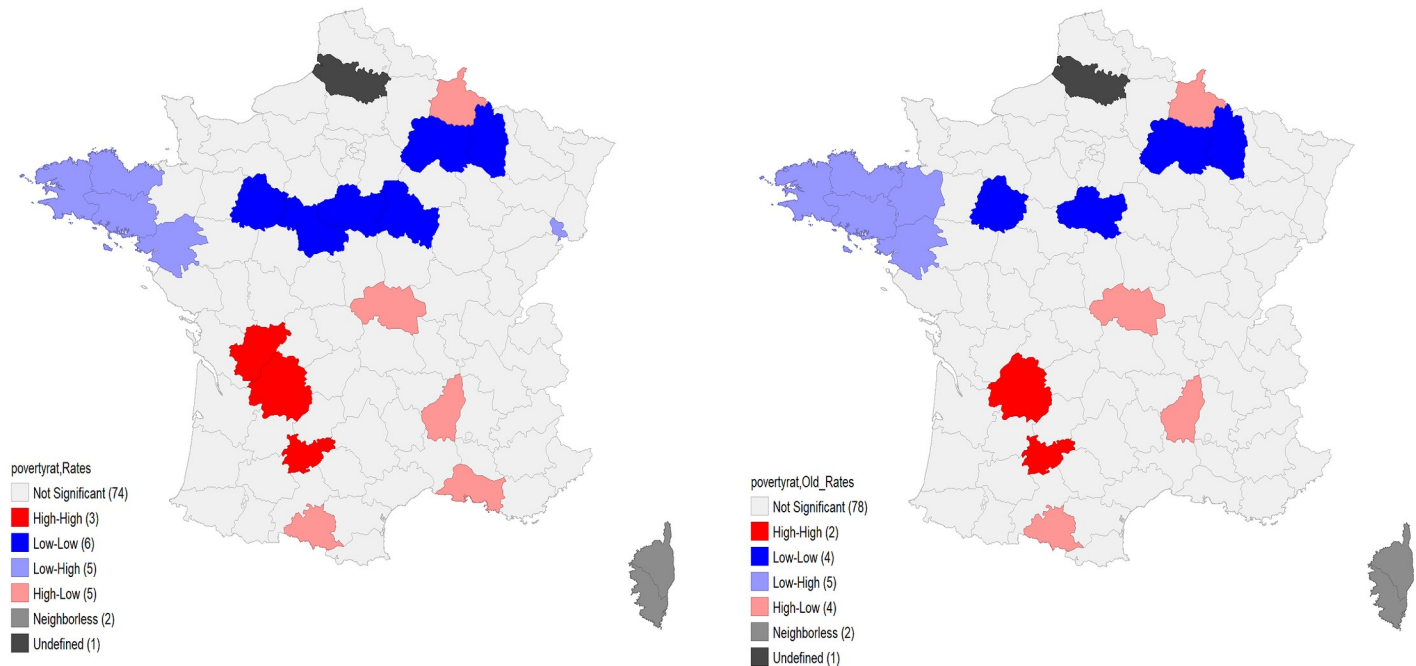 povertyrat,Rates
Not Significant (74)
High-High (3)
Low-Low (6)
Low-High (5)
High-Low (5)
Neighborless (2)
Undefined (1)
povertyrat,Old_Rates
Not Significant (78)
High-High (2)
Low-Low (4)
Low-High (5)
High-Low (4)
Neighborless (2)
Undefined (1)